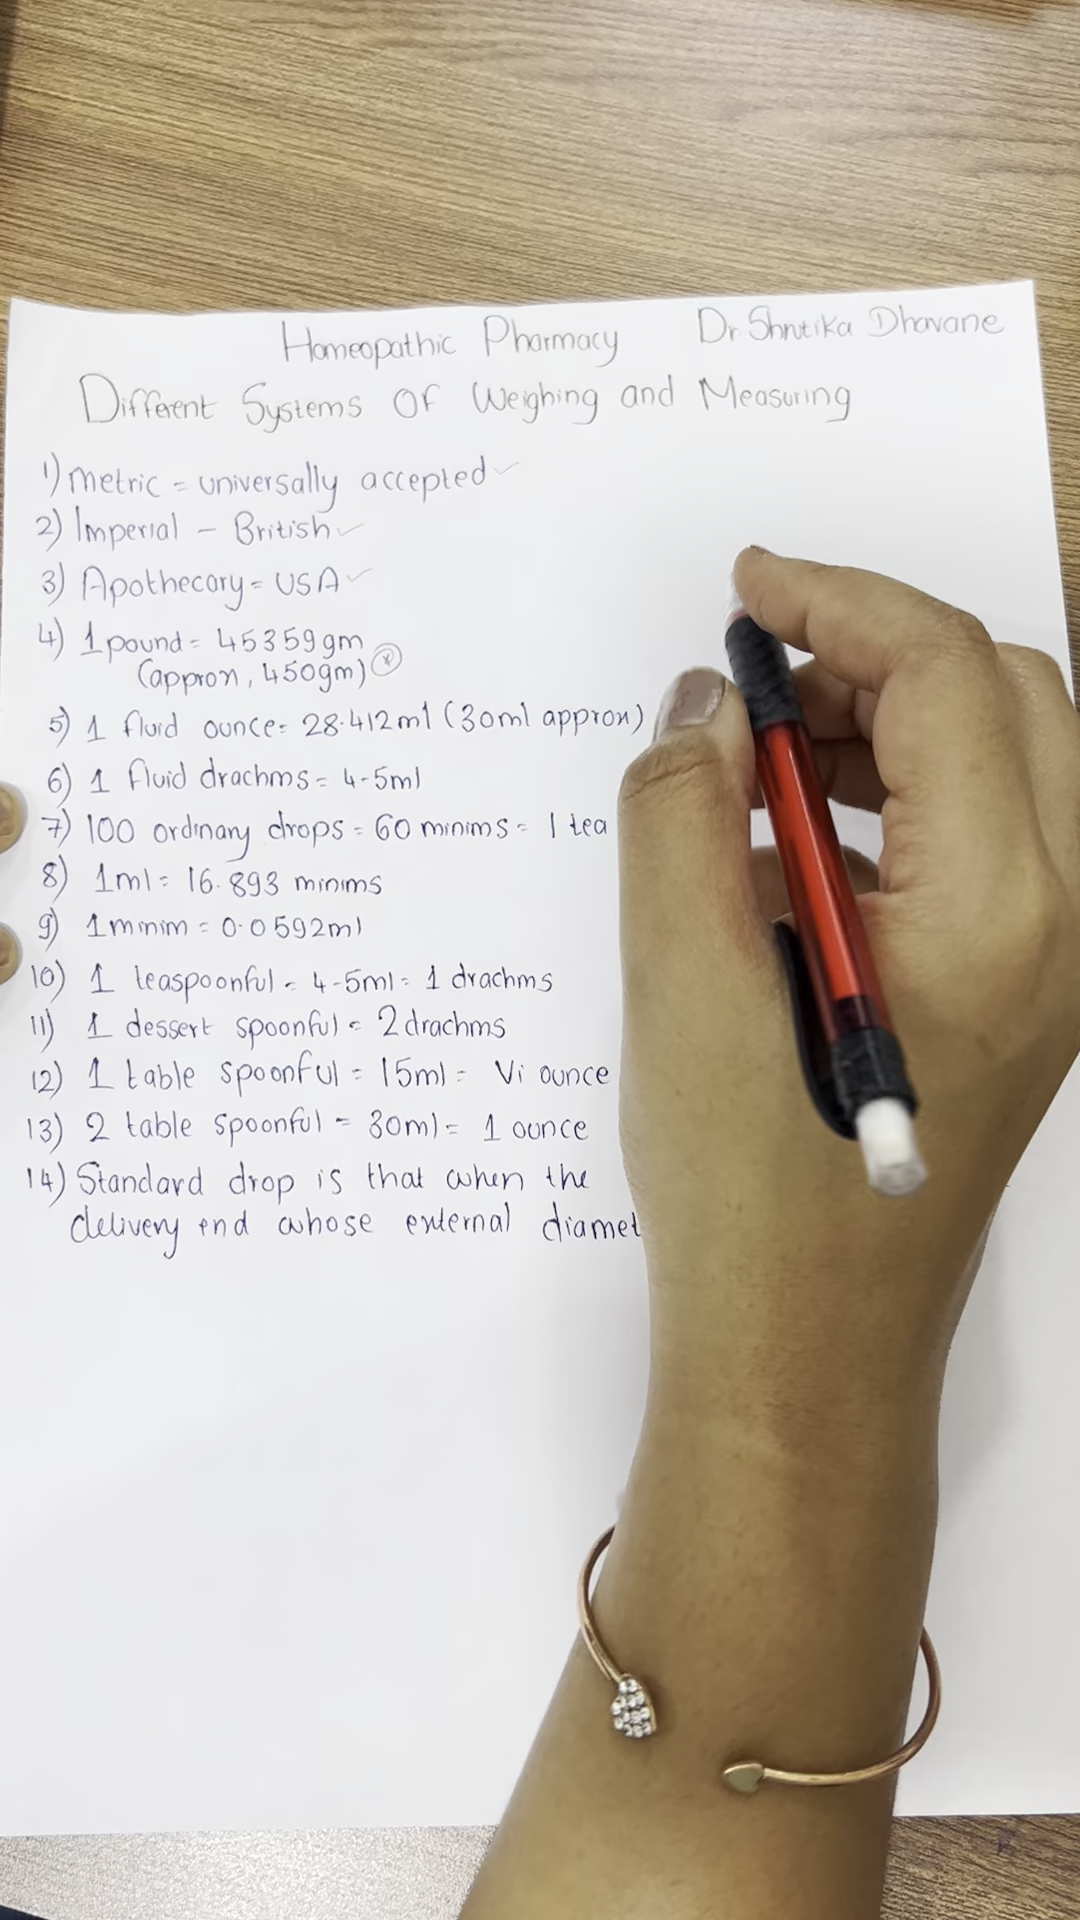 Homeopathic Pharmacy Dr. Shrutika Dhavane
Different Systems Of Weighing and Measuring
1) metric = universally accepted ✓
2) Imperial - British ✓
3) Apothecary = USA ✓
4) 1 pound = 45359gm
(appron, 450gm) *
5) 1 fluid ounce = 28.412ml (30ml appron)
6) 1 fluid drachms = 4-5ml
7) 100 ordinary drops = 60 minims = 1 tea
8) 1ml = 16.893 minims
9) 1 minim = 0.0592ml
10) 1 teaspoonful = 4-5ml = 1 drachms
11) 1 dessert spoonful = 2 drachms
12) 1 table spoonful = 15ml = Vi ounce
13) 2 table spoonful = 30ml = 1 ounce
14) Standard drop is that when the
delivery end whose external diamet